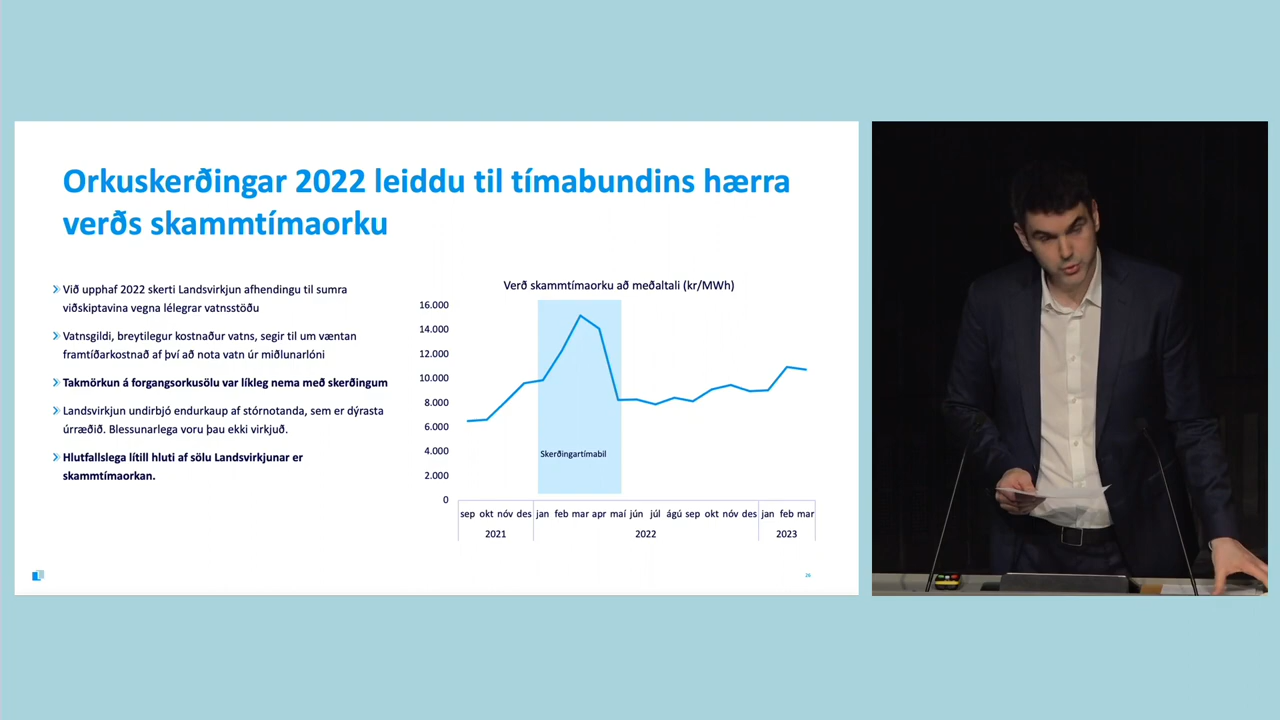 Orkuskerðingar 2022 leiddu til tímabundins hærra
verðs skammtímaorku
Við upphaf 2022 skerti Landsvirkjun afhendingu til sumra
viðskiptavina vegna lélegrar vatnsstöðu
Vatnsgildi, breytilegur kostnaður vatns, segir til um væntan
framtíðarkostnað af því að nota vatn úr miðlunarlóni
Takmörkun á forgangsorkusölu var líkleg nema með skerðingum
Landsvirkjun undirbjó endurkaup af stórnotanda, sem er dýrasta
úrræðið. Blessunarlega voru þau ekki virkjuð.
Hlutfallslega lítill hluti af sölu Landsvirkjunar er
skammtímaorkan.
Verð skammtímaorku að meðaltali (kr/MWh)
16.000
14.000
12.000
10.000
8.000
6.000
4.000
2.000
0
Skerðingartímabil
sep okt nóv des jan feb mar apr maí jún júl ágú sep okt nóv des jan feb mar
2021 2022 2023
26